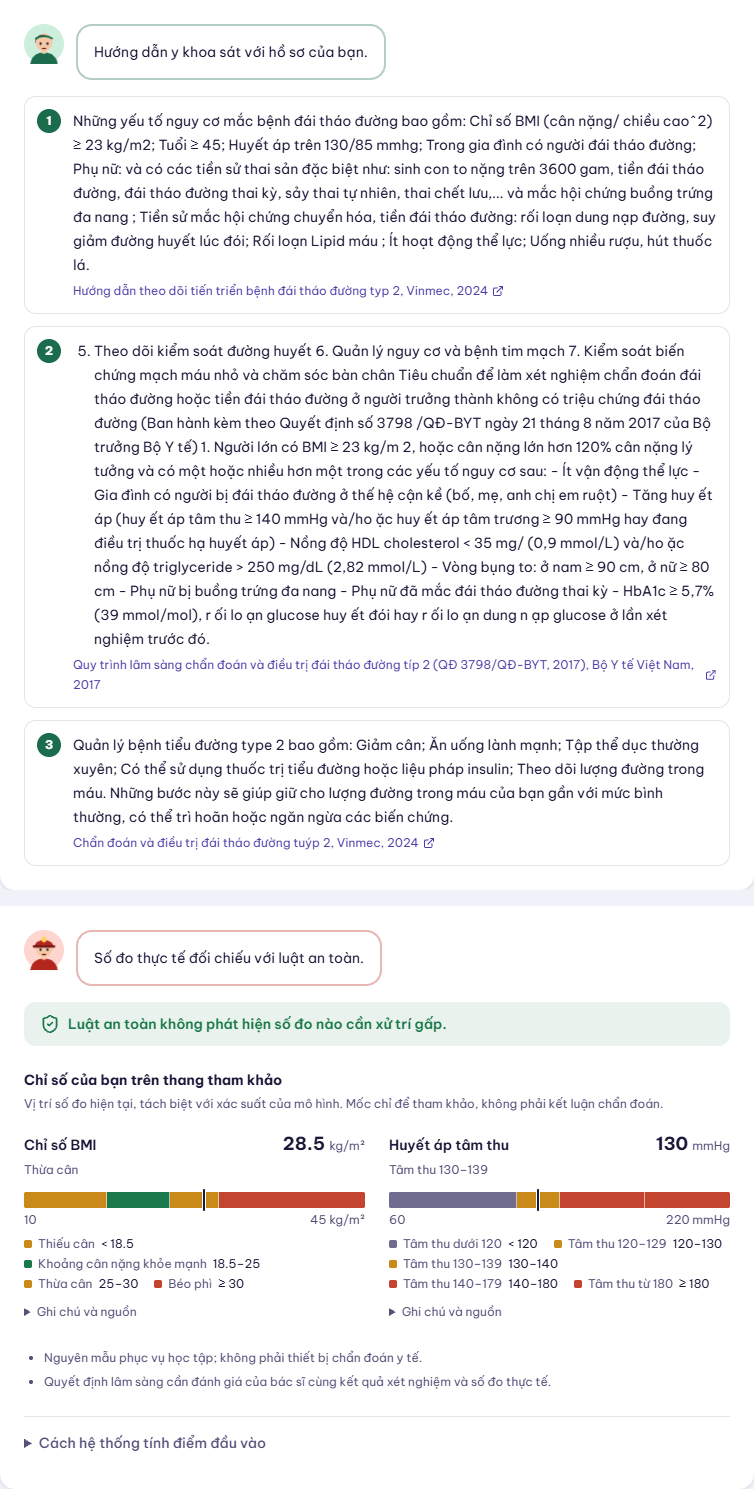 Hướng dẫn y khoa sát với hồ sơ của bạn.
1
Những yếu tố nguy cơ mắc bệnh đái tháo đường bao gồm: Chỉ số BMI (cân nặng/ chiều cao^2)
≥ 23 kg/m2; Tuổi ≥ 45; Huyết áp trên 130/85 mmhg; Trong gia đình có người đái tháo đường;
Phụ nữ: và có các tiền sử thai sản đặc biệt như: sinh con to nặng trên 3600 gam, tiền đái tháo
đường, đái tháo đường thai kỳ, sảy thai tự nhiên, thai chết lưu,... và mắc hội chứng buồng trứng
đa nang ; Tiền sử mắc hội chứng chuyển hóa, tiền đái tháo đường: rối loạn dung nạp đường, suy
giảm đường huyết lúc đói; Rối loạn Lipid máu ; Ít hoạt động thể lực; Uống nhiều rượu, hút thuốc
lá.
Hướng dẫn theo dõi tiến triển bệnh đái tháo đường typ 2, Vinmec, 2024
2
5. Theo dõi kiểm soát đường huyết 6. Quản lý nguy cơ và bệnh tim mạch 7. Kiểm soát biến
chứng mạch máu nhỏ và chăm sóc bàn chân Tiêu chuẩn để làm xét nghiệm chẩn đoán đái
tháo đường hoặc tiền đái tháo đường ở người trưởng thành không có triệu chứng đái tháo
đường (Ban hành kèm theo Quyết định số 3798 /QĐ-BYT ngày 21 tháng 8 năm 2017 của Bộ
trưởng Bộ Y tế) 1. Người lớn có BMI ≥ 23 kg/m 2, hoặc cân nặng lớn hơn 120% cân nặng lý
tưởng và có một hoặc nhiều hơn một trong các yếu tố nguy cơ sau: - Ít vận động thể lực -
Gia đình có người bị đái tháo đường ở thế hệ cận kề (bố, mẹ, anh chị em ruột) - Tăng huy ết
áp (huy ết áp tâm thu ≥ 140 mmHg và/ho ặc huy ết áp tâm trương ≥ 90 mmHg hay đang
điều trị thuốc hạ huyết áp) - Nồng độ HDL cholesterol < 35 mg/ (0,9 mmol/L) và/ho ặc
nồng độ triglyceride > 250 mg/dL (2,82 mmol/L) - Vòng bụng to: ở nam ≥ 90 cm, ở nữ ≥ 80
cm - Phụ nữ bị buồng trứng đa nang - Phụ nữ đã mắc đái tháo đường thai kỳ - HbA1c ≥ 5,7%
(39 mmol/mol), r ối lo ạn glucose huy ết đói hay r ối lo ạn dung n ạp glucose ở lần xét
nghiệm trước đó.
Quy trình lâm sàng chẩn đoán và điều trị đái tháo đường típ 2 (QĐ 3798/QĐ-BYT, 2017), Bộ Y tế Việt Nam,
2017
3
Quản lý bệnh tiểu đường type 2 bao gồm: Giảm cân; Ăn uống lành mạnh; Tập thể dục thường
xuyên; Có thể sử dụng thuốc trị tiểu đường hoặc liệu pháp insulin; Theo dõi lượng đường trong
máu. Những bước này sẽ giúp giữ cho lượng đường trong máu của bạn gần với mức bình
thường, có thể trì hoãn hoặc ngăn ngừa các biến chứng.
Chẩn đoán và điều trị đái tháo đường tuýp 2, Vinmec, 2024
Số đo thực tế đối chiếu với luật an toàn.
Luật an toàn không phát hiện số đo nào cần xử trí gấp.
Chỉ số của bạn trên thang tham khảo
Vị trí số đo hiện tại, tách biệt với xác suất của mô hình. Mốc chỉ để tham khảo, không phải kết luận chẩn đoán.
Chỉ số BMI 28.5 kg/m²
Thừa cân
10 45 kg/m²
Thiếu cân < 18.5
Khoảng cân nặng khỏe mạnh 18.5–25
Thừa cân 25–30 Béo phì ≥ 30
Ghi chú và nguồn
Huyết áp tâm thu 130 mmHg
Tâm thu 130–139
60 220 mmHg
Tâm thu dưới 120 < 120 Tâm thu 120–129 120–130
Tâm thu 130–139 130–140
Tâm thu 140–179 140–180 Tâm thu từ 180 ≥ 180
Ghi chú và nguồn
Nguyên mẫu phục vụ học tập; không phải thiết bị chẩn đoán y tế.
Quyết định lâm sàng cần đánh giá của bác sĩ cùng kết quả xét nghiệm và số đo thực tế.
Cách hệ thống tính điểm đầu vào